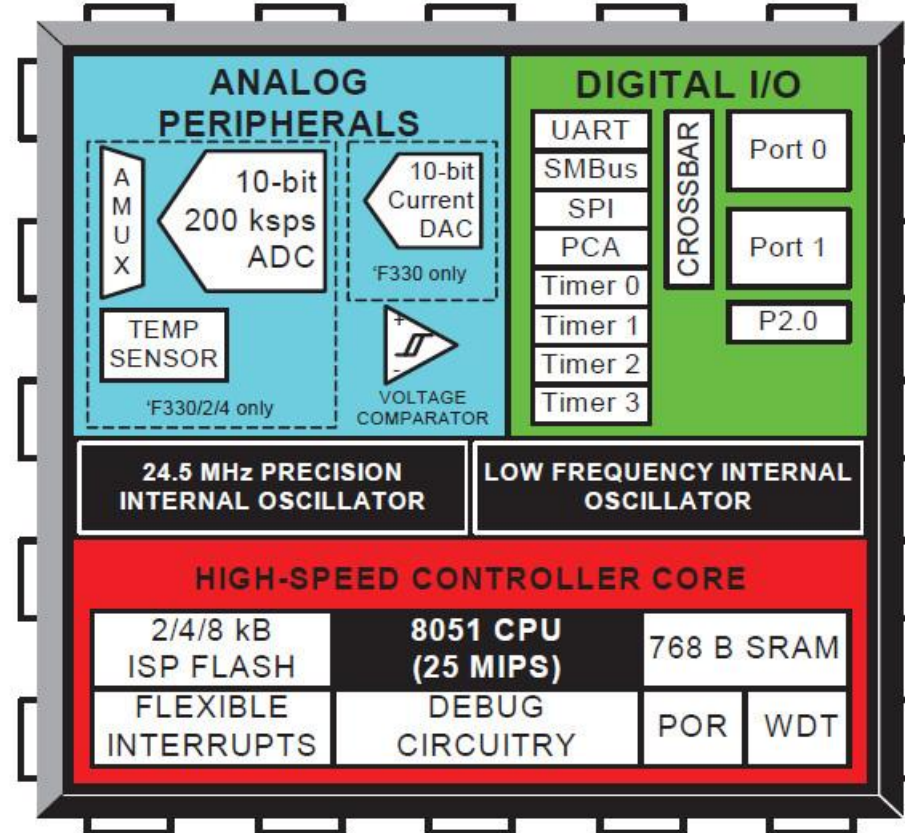 ANALOG
PERIPHERALS
A
M
U
X
10-bit
200 ksps
ADC
TEMP
SENSOR
‘F330/2/4 only
10-bit
Current
DAC
‘F330 only
+
-
VOLTAGE
COMPARATOR
DIGITAL I/O
UART
SMBus
SPI
PCA
Timer 0
Timer 1
Timer 2
Timer 3
CROSSBAR
Port 0
Port 1
P2.0
24.5 MHz PRECISION
INTERNAL OSCILLATOR
LOW FREQUENCY INTERNAL
OSCILLATOR
HIGH-SPEED CONTROLLER CORE
2/4/8 kB
ISP FLASH
8051 CPU
(25 MIPS)
768 B SRAM
FLEXIBLE
INTERRUPTS
DEBUG
CIRCUITRY
POR
WDT